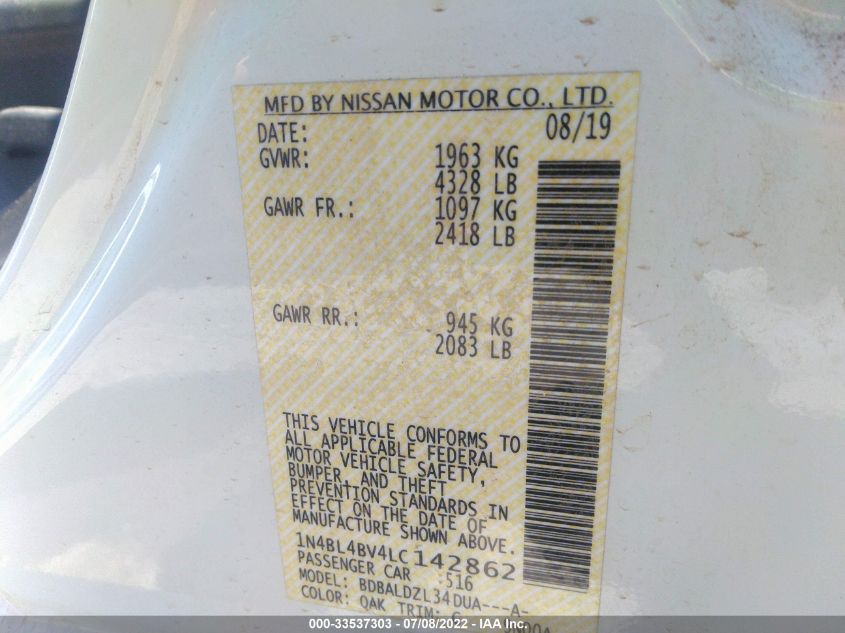 MFD BY NISSAN MOTOR CO., LTD.
DATE: 08/19
GVWR: 1963 KG
4328 LB
GAWR FR.: 1097 KG
2418 LB
GAWR RR.: 945 KG
2083 LB
THIS VEHICLE CONFORMS TO
ALL APPLICABLE FEDERAL
MOTOR VEHICLE SAFETY,
BUMPER, AND THEFT
PREVENTION STANDARDS IN
EFFECT ON THE DATE OF
MANUFACTURE SHOWN ABOVE.
1N4BL4BV4LC142862
PASSENGER CAR :516
MODEL: BDBALDZL34DUA---A-
COLOR: QAK TRIM:
000-33537303 - 07/08/2022 - IAA Inc.